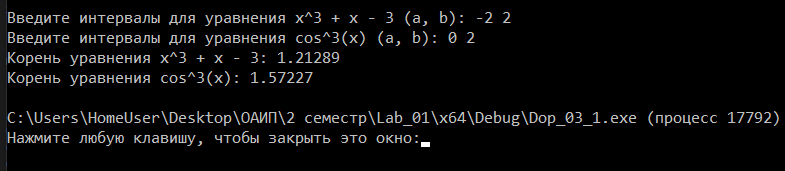 Введите интервалы для уравнения x^3 + x - 3 (a, b): -2 2
Введите интервалы для уравнения cos^3(x) (a, b): 0 2
Корень уравнения x^3 + x - 3: 1.21289
Корень уравнения cos^3(x): 1.57227
C:\Users\HomeUser\Desktop\ОАИП\2 семестр\Lab_01\x64\Debug\Dop_03_1.exe (процесс 17792)
Нажмите любую клавишу, чтобы закрыть это окно: